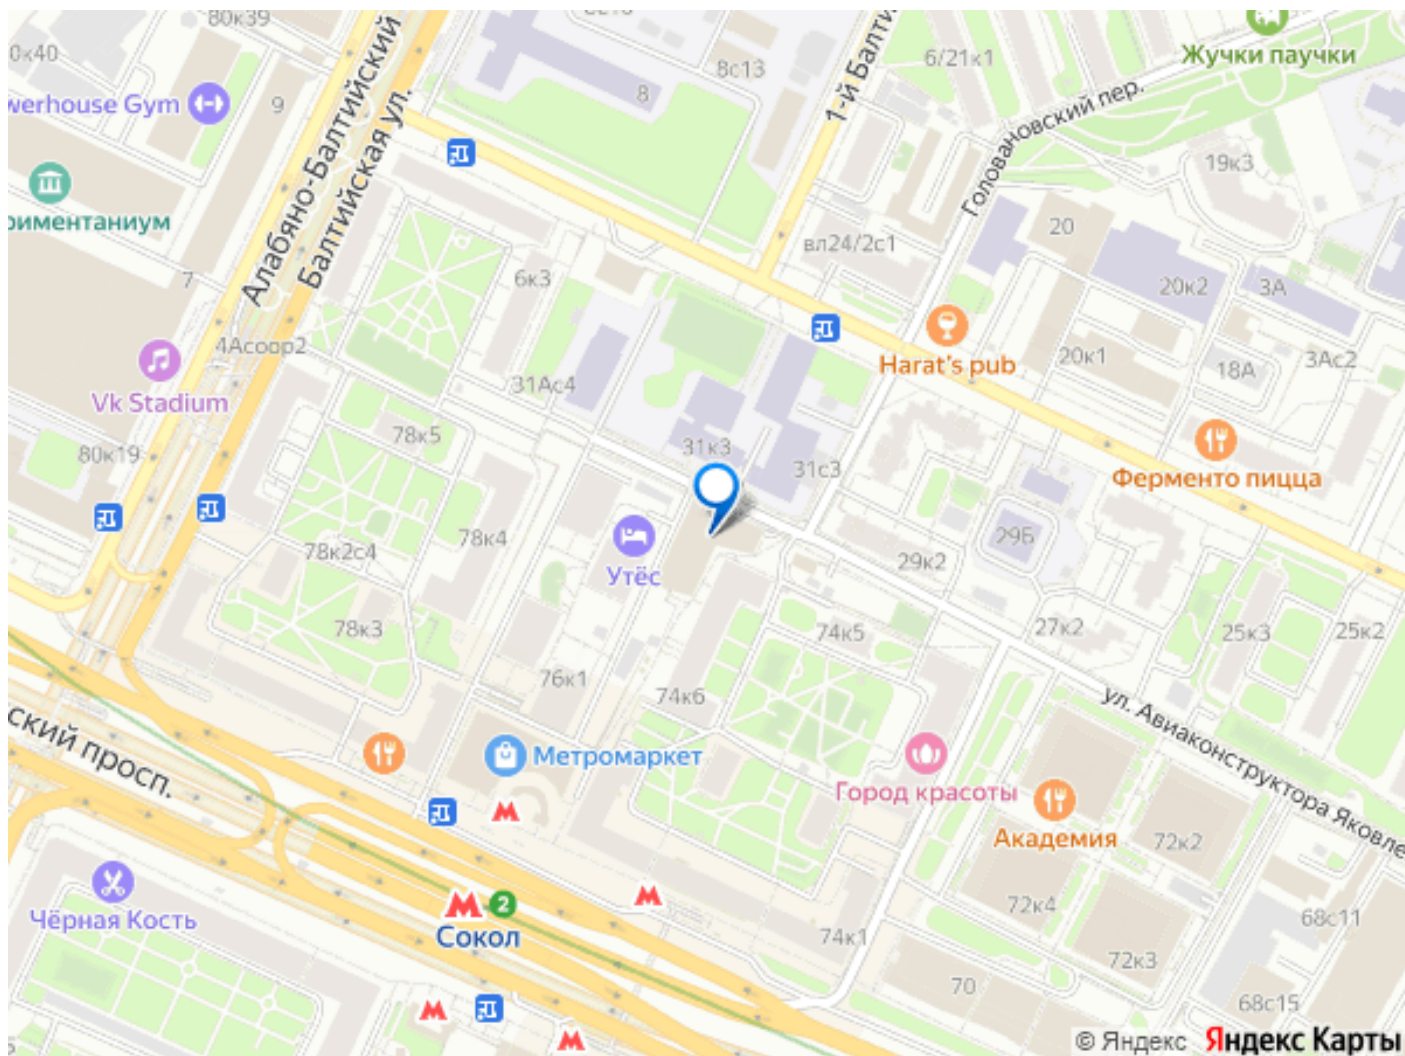 80к39
80к40
werhouse Gym
9
Алабяно-Балтийский
Балтийская ул.
8с13
8
1-й Балти
6/21к1
Жучки паучки
Головановский пер.
19к3
риментаниум
7
6к3
вл24/2с1
20
20к2
3А
4Асоор2
Vk Stadium
31Ас4
Harat's pub
20к1
18А
3Ас2
80к19
78к5
31к3
31с3
Ферменто пицца
78к2с4
78к4
Утёс
29к2
29Б
78к3
74к5
27к2
25к3
25к2
76к1
74к6
ский просп.
Метромаркет
Город красоты
ул. Авиаконструктора Яковле
Академия
72к2
Чёрная Кость
2
Сокол
72к4
68с11
74к1
72к3
70
68с15
© Яндекс Яндекс Карты